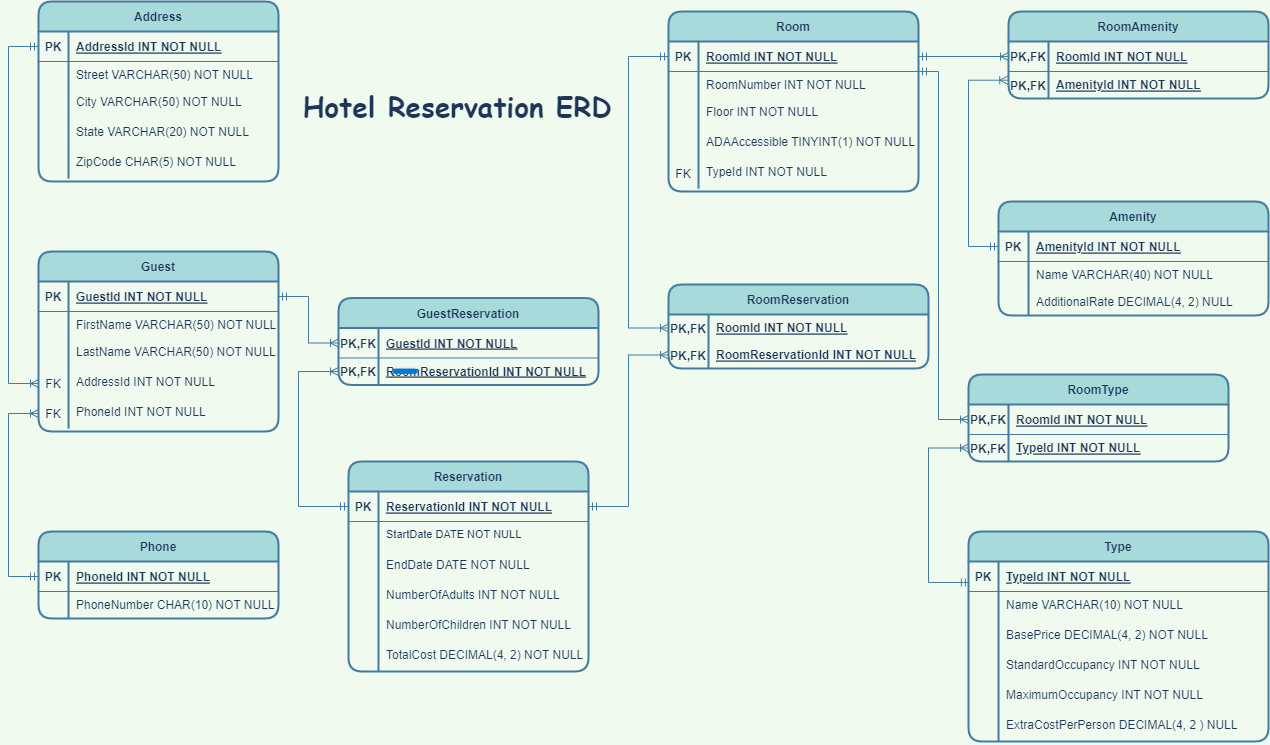 Address
PK AddressId INT NOT NULL
Street VARCHAR(50) NOT NULL
City VARCHAR(50) NOT NULL
State VARCHAR(20) NOT NULL
ZipCode CHAR(5) NOT NULL
Hotel Reservation ERD
Room
PK RoomId INT NOT NULL
RoomNumber INT NOT NULL
Floor INT NOT NULL
ADAAccessible TINYINT(1) NOT NULL
FK TypeId INT NOT NULL
RoomAmenity
PK,FK RoomId INT NOT NULL
PK,FK AmenityId INT NOT NULL
Amenity
PK AmenityId INT NOT NULL
Name VARCHAR(40) NOT NULL
AdditionalRate DECIMAL(4, 2) NULL
Guest
PK GuestId INT NOT NULL
FirstName VARCHAR(50) NOT NULL
LastName VARCHAR(50) NOT NULL
FK AddressId INT NOT NULL
FK PhoneId INT NOT NULL
GuestReservation
PK,FK GuestId INT NOT NULL
PK,FK RoomReservationId INT NOT NULL
RoomReservation
PK,FK RoomId INT NOT NULL
PK,FK RoomReservationId INT NOT NULL
RoomType
PK,FK RoomId INT NOT NULL
PK,FK TypeId INT NOT NULL
Reservation
PK ReservationId INT NOT NULL
StartDate DATE NOT NULL
EndDate DATE NOT NULL
NumberOfAdults INT NOT NULL
NumberOfChildren INT NOT NULL
TotalCost DECIMAL(4, 2) NOT NULL
Phone
PK PhoneId INT NOT NULL
PhoneNumber CHAR(10) NOT NULL
Type
PK TypeId INT NOT NULL
Name VARCHAR(10) NOT NULL
BasePrice DECIMAL(4, 2) NOT NULL
StandardOccupancy INT NOT NULL
MaximumOccupancy INT NOT NULL
ExtraCostPerPerson DECIMAL(4, 2 ) NULL